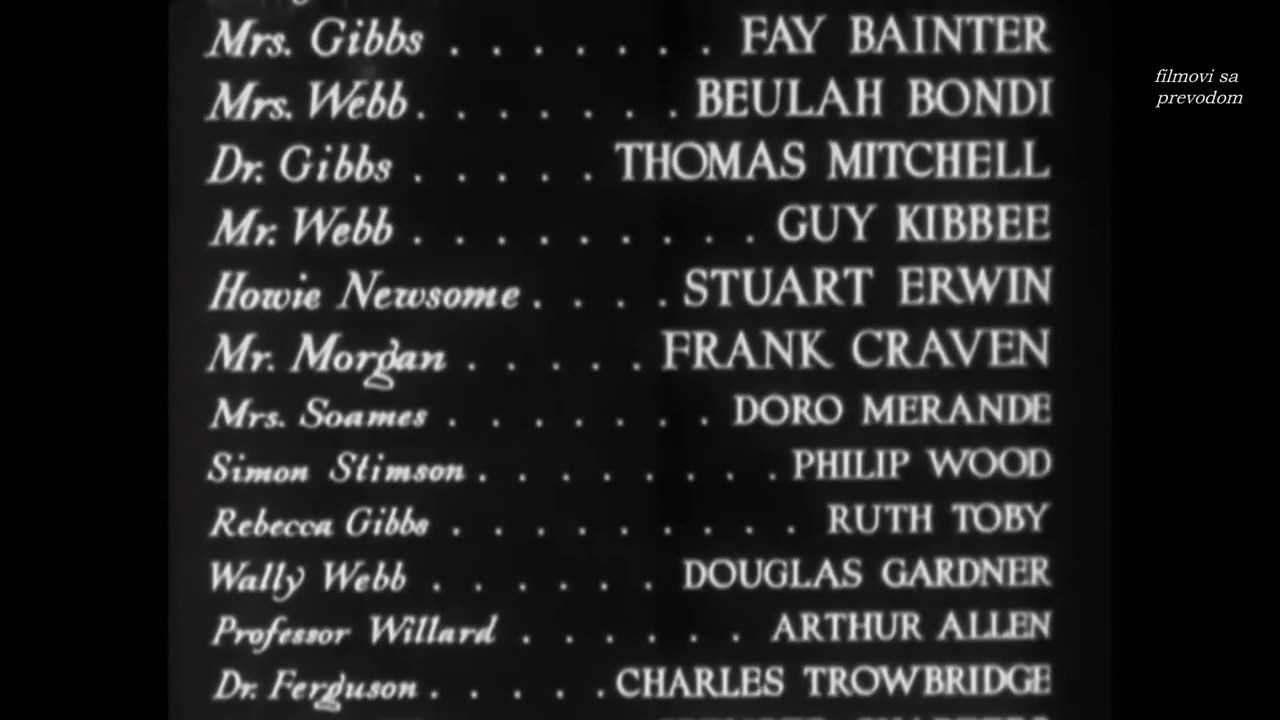 Mrs. Gibbs . . . . . . . FAY BAINTER
Mrs. Webb . . . . . . . BEULAH BONDI
Dr. Gibbs . . . . . THOMAS MITCHELL
Mr. Webb . . . . . . . . . GUY KIBBEE
Howie Newsome . . . . STUART ERWIN
Mr. Morgan . . . . . FRANK CRAVEN
Mrs. Soames . . . . . . . DORO MERANDE
Simon Stimson . . . . . . . . PHILIP WOOD
Rebecca Gibbs . . . . . . . . . RUTH TOBY
Wally Webb . . . . . . DOUGLAS GARDNER
Professor Willard . . . . . . ARTHUR ALLEN
Dr. Ferguson . . . . . CHARLES TROWBRIDGE
filmovi sa
prevodom